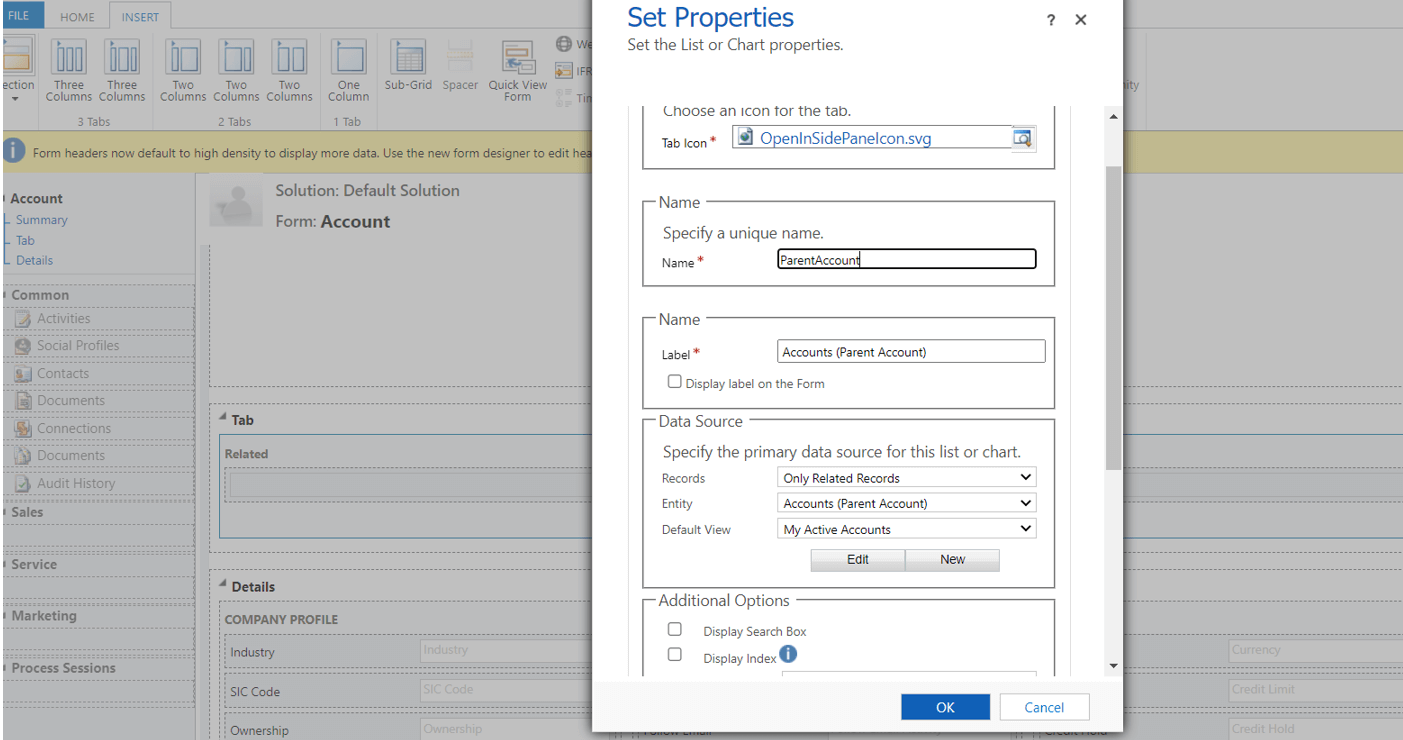 FILE
HOME
INSERT
ection
Three
Columns
Three
Columns
Two
Columns
Two
Columns
Two
Columns
One
Column
Sub-Grid
Spacer
Quick View
Form
We
IFR
Tin
3 Tabs
2 Tabs
1 Tab
ity
Form headers now default to high density to display more data. Use the new form designer to edit hea
Account
Summary
Tab
Details
Common
Activities
Social Profiles
Contacts
Documents
Connections
Documents
Audit History
Sales
Service
Marketing
Process Sessions
Solution: Default Solution
Form: Account
Tab
Related
Details
COMPANY PROFILE
Industry
Industry
SIC Code
SIC Code
Ownership
Ownership
Currency
Credit Limit
Credit Hold
Set Properties
? ✕
Set the List or Chart properties.
Choose an icon for the tab.
Tab Icon * OpenInSidePaneIcon.svg
Name
Specify a unique name.
Name * ParentAccount
Name
Label * Accounts (Parent Account)
Display label on the Form
Data Source
Specify the primary data source for this list or chart.
Records Only Related Records
Entity Accounts (Parent Account)
Default View My Active Accounts
Edit New
Additional Options
Display Search Box
Display Index
OK Cancel